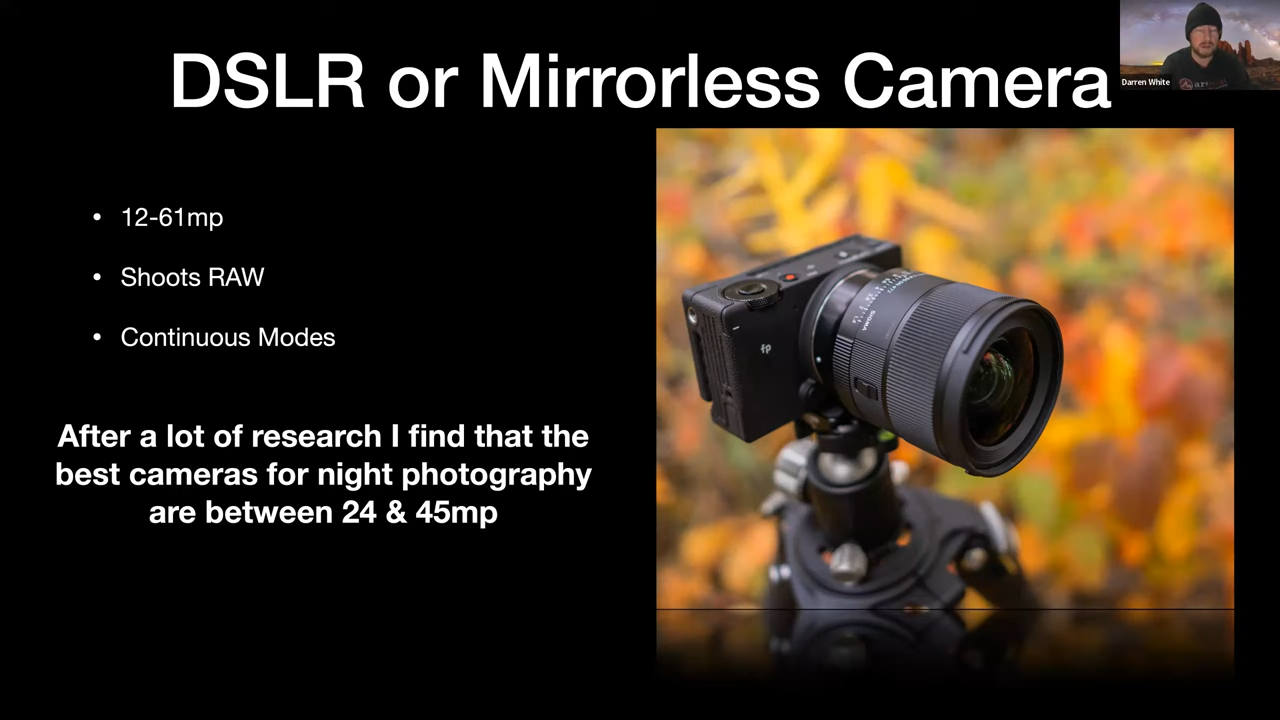 DSLR or Mirrorless Camera
Darren White
• 12-61mp
• Shoots RAW
• Continuous Modes
After a lot of research I find that the
best cameras for night photography
are between 24 & 45mp
fp
SIGMA